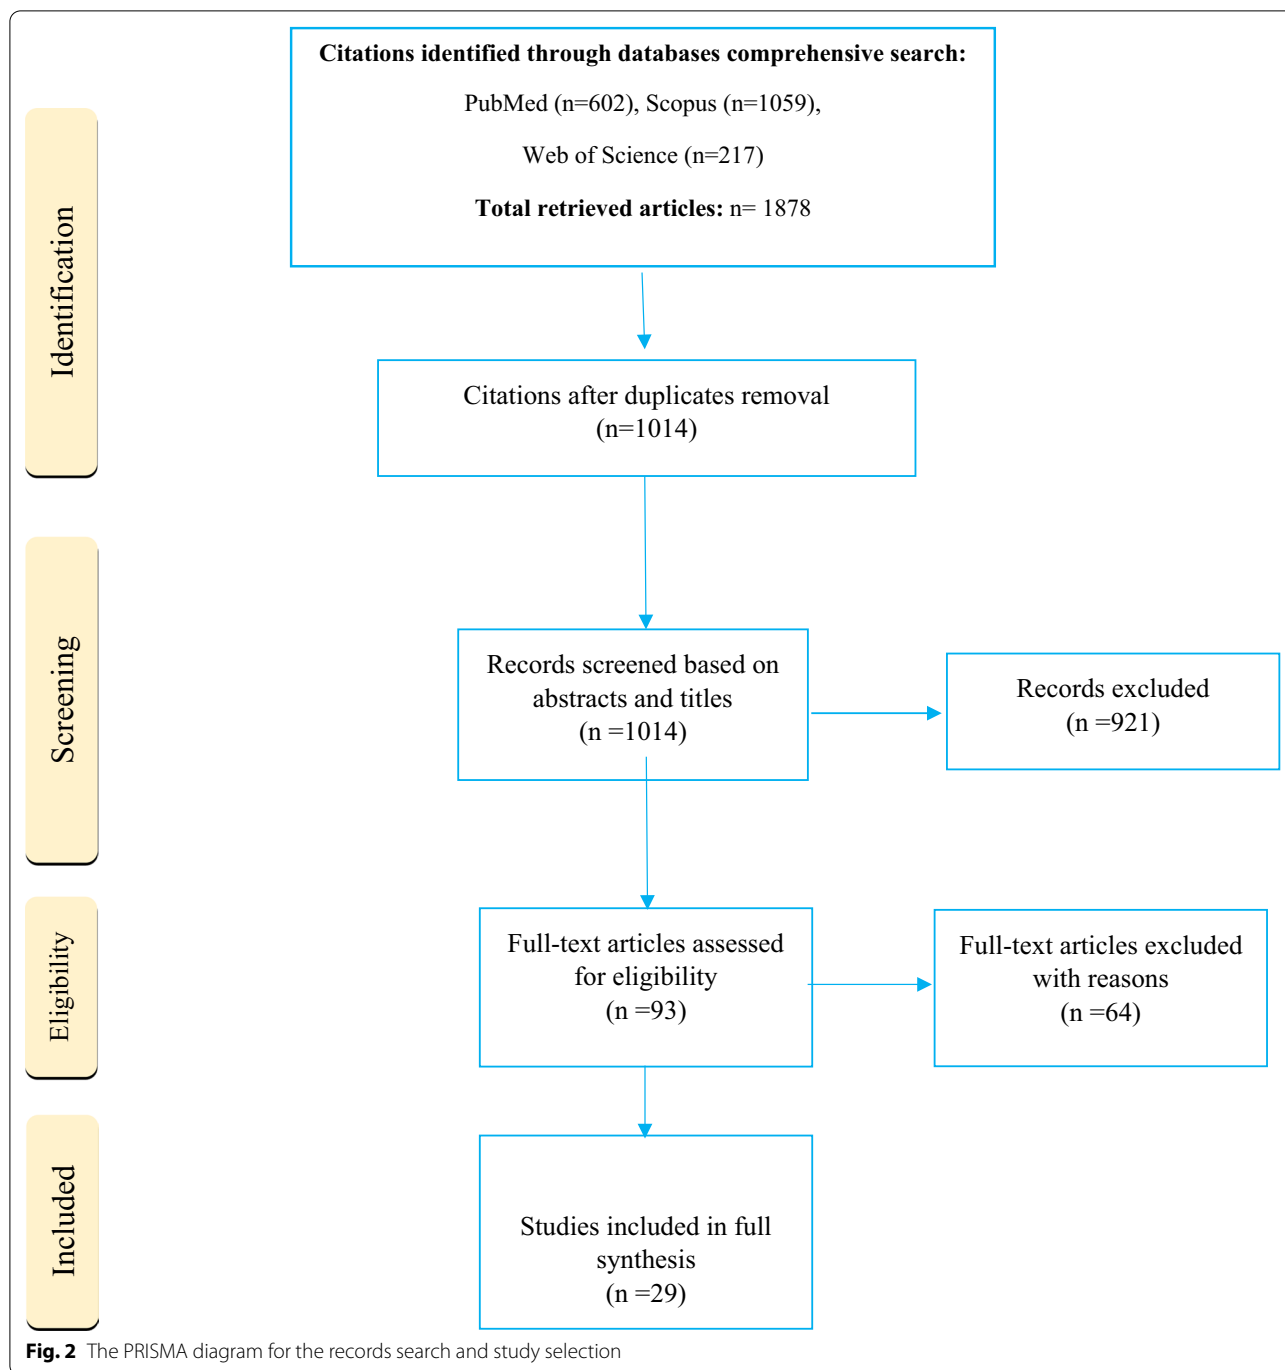 Citations identified through databases comprehensive search:
PubMed (n=602), Scopus (n=1059),
Web of Science (n=217)
Total retrieved articles: n= 1878
Identification
Citations after duplicates removal
(n=1014)
Screening
Records screened based on
abstracts and titles
(n =1014)
Records excluded
(n =921)
Eligibility
Full-text articles assessed
for eligibility
(n =93)
Full-text articles excluded
with reasons
(n =64)
Included
Studies included in full
synthesis
(n =29)
Fig. 2 The PRISMA diagram for the records search and study selection